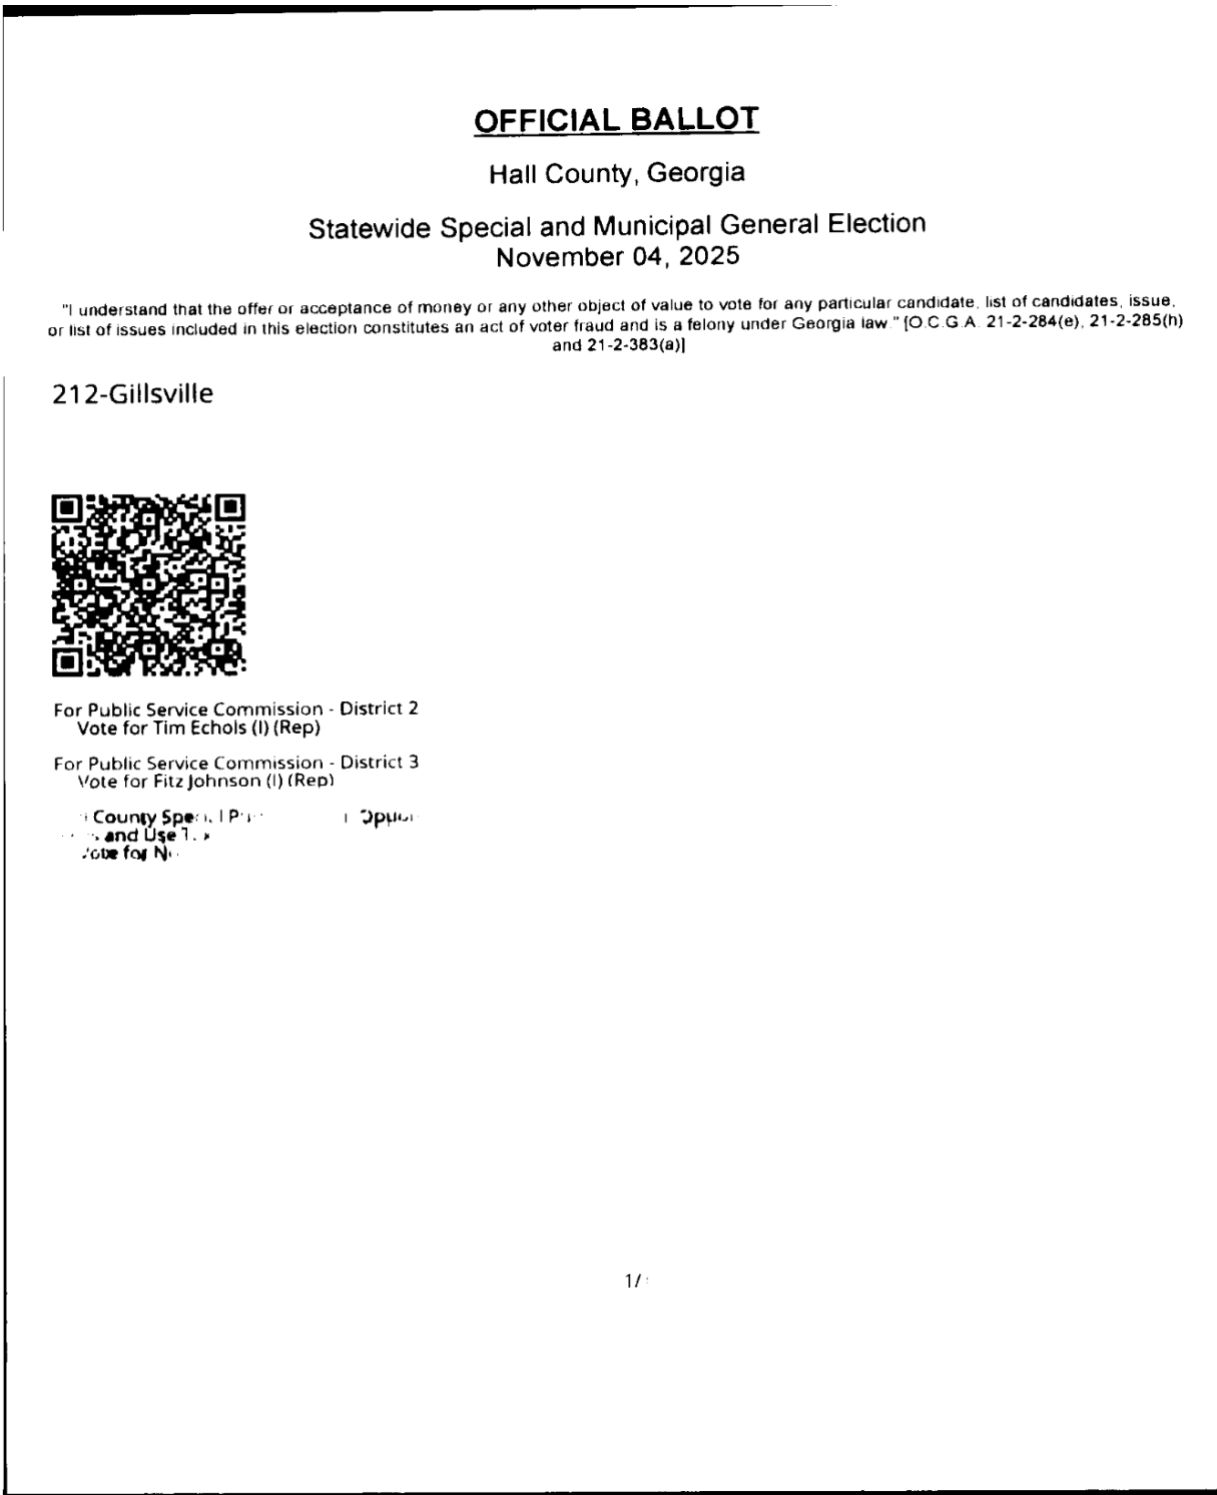 OFFICIAL BALLOT
Hall County, Georgia
Statewide Special and Municipal General Election
November 04, 2025
"I understand that the offer or acceptance of money or any other object of value to vote for any particular candidate, list of candidates, issue,
or list of issues included in this election constitutes an act of voter fraud and is a felony under Georgia law." [O.C.G.A. 21-2-284(e), 21-2-285(h)
and 21-2-383(a)]
212-Gillsville
For Public Service Commission - District 2
Vote for Tim Echols (I) (Rep)
For Public Service Commission - District 3
Vote for Fitz Johnson (I) (Rep)
County
and Use
Vote for
1/